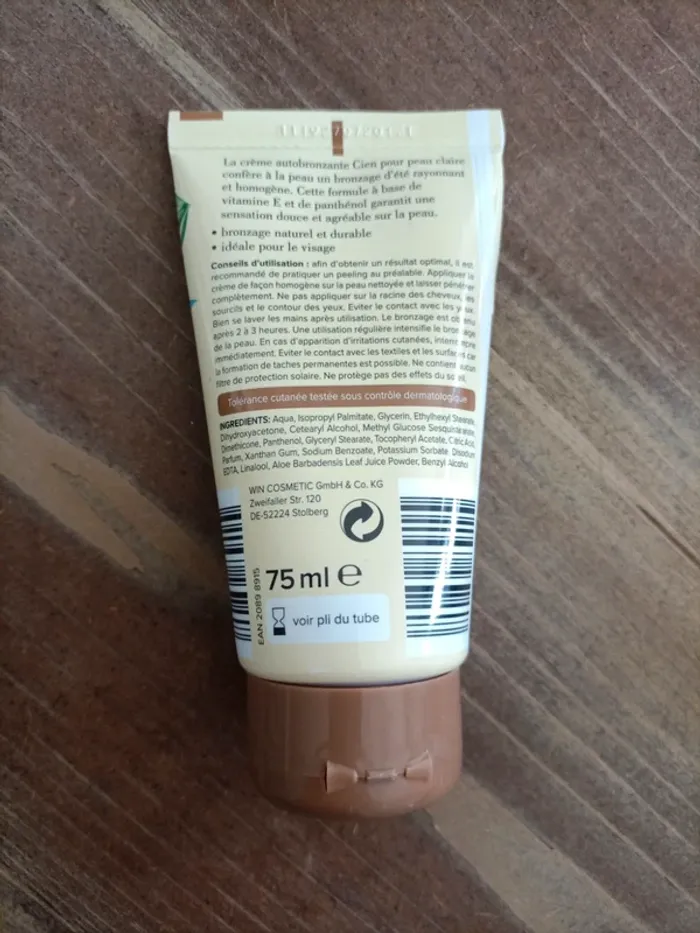 La crème autobronzante Cien pour peau claire
confère à la peau un bronzage d'été rayonnant
et homogène. Cette formule à base de
vitamine E et de panthénol garantit une
sensation douce et agréable sur la peau.
• bronzage naturel et durable
• idéale pour le visage
Conseils d'utilisation : afin d'obtenir un résultat optimal, il est
recommandé de pratiquer un peeling au préalable. Appliquer la
crème de façon homogène sur la peau nettoyée et laisser pénétrer
complètement. Ne pas appliquer sur la racine des cheveux, les
sourcils et le contour des yeux. Eviter le contact avec les yeux.
Bien se laver les mains après utilisation. Le bronzage est obtenu
après 2 à 3 heures. Une utilisation régulière intensifie le bronzage
de la peau. En cas d'apparition d'irritations cutanées, interrompre
immédiatement. Eviter le contact avec les textiles et les surfaces car
la formation de taches permanentes est possible. Ne contient aucun
filtre de protection solaire. Ne protège pas des effets du soleil.
Tolérance cutanée testée sous contrôle dermatologique
INGREDIENTS: Aqua, Isopropyl Palmitate, Glycerin, Ethylhexyl Stearate,
Dihydroxyacetone, Cetearyl Alcohol, Methyl Glucose Sesquistearate,
Dimethicone, Panthenol, Glyceryl Stearate, Tocopheryl Acetate, Citric Acid,
Parfum, Xanthan Gum, Sodium Benzoate, Potassium Sorbate, Disodium
EDTA, Linalool, Aloe Barbadensis Leaf Juice Powder, Benzyl Alcohol
WIN COSMETIC GmbH & Co. KG
Zweifaller Str. 120
DE-52224 Stolberg
75 ml e
EAN 2089 8915
voir pli du tube